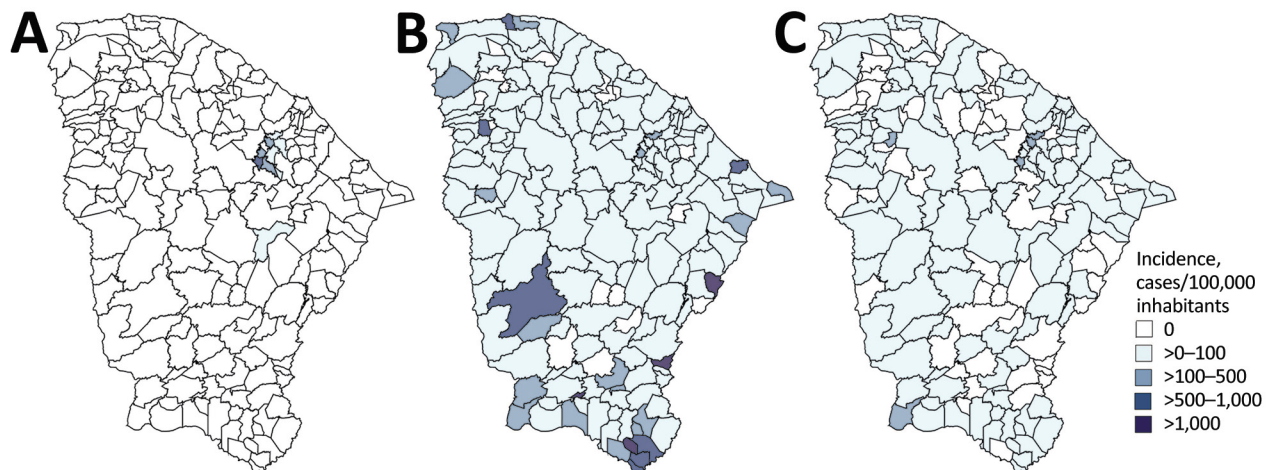 A B C
Incidence,
cases/100,000
inhabitants
0
>0–100
>100–500
>500–1,000
>1,000